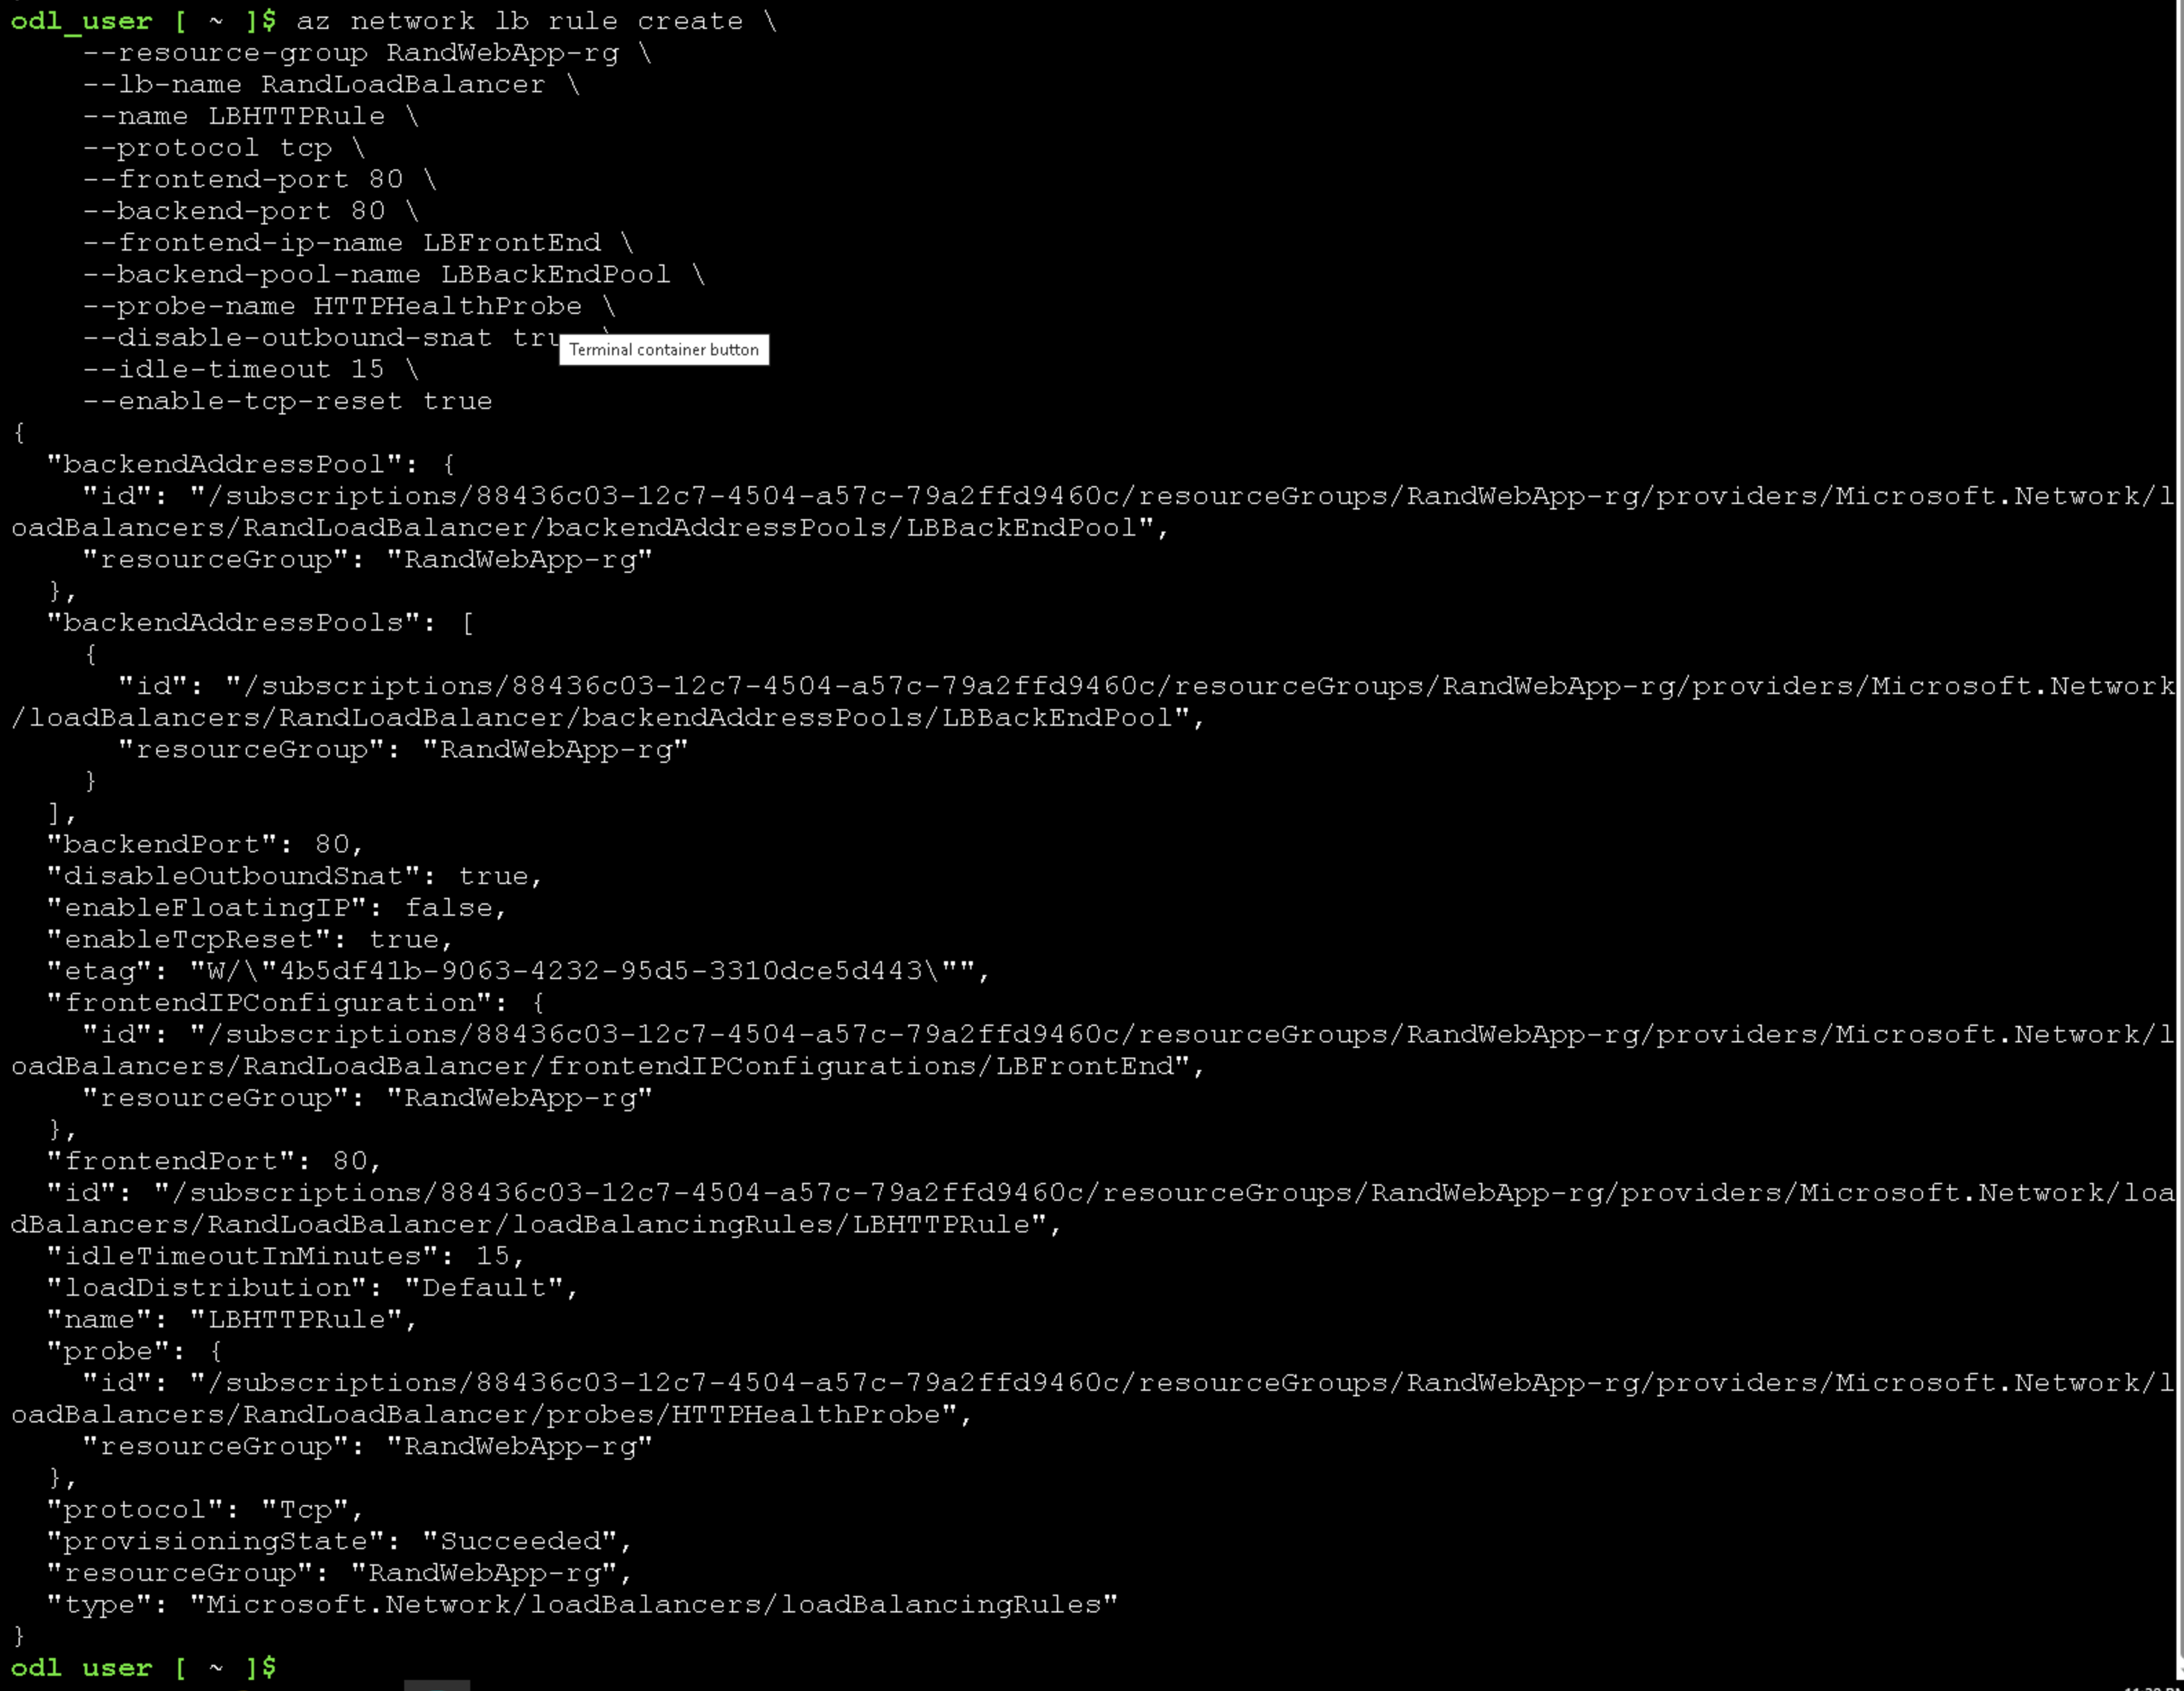 odl_user [ ~ ]$ az network lb rule create \
    --resource-group RandWebApp-rg \
    --lb-name RandLoadBalancer \
    --name LBHTTPRule \
    --protocol tcp \
    --frontend-port 80 \
    --backend-port 80 \
    --frontend-ip-name LBFrontEnd \
    --backend-pool-name LBBackEndPool \
    --probe-name HTTPHealthProbe \
    --disable-outbound-snat tru \
Terminal container button
    --idle-timeout 15 \
    --enable-tcp-reset true
{
  "backendAddressPool": {
    "id": "/subscriptions/88436c03-12c7-4504-a57c-79a2ffd9460c/resourceGroups/RandWebApp-rg/providers/Microsoft.Network/l
oadBalancers/RandLoadBalancer/backendAddressPools/LBBackEndPool",
    "resourceGroup": "RandWebApp-rg"
  },
  "backendAddressPools": [
    {
      "id": "/subscriptions/88436c03-12c7-4504-a57c-79a2ffd9460c/resourceGroups/RandWebApp-rg/providers/Microsoft.Network
/loadBalancers/RandLoadBalancer/backendAddressPools/LBBackEndPool",
      "resourceGroup": "RandWebApp-rg"
    }
  ],
  "backendPort": 80,
  "disableOutboundSnat": true,
  "enableFloatingIP": false,
  "enableTcpReset": true,
  "etag": "W/\"4b5df41b-9063-4232-95d5-3310dce5d443\"",
  "frontendIPConfiguration": {
    "id": "/subscriptions/88436c03-12c7-4504-a57c-79a2ffd9460c/resourceGroups/RandWebApp-rg/providers/Microsoft.Network/l
oadBalancers/RandLoadBalancer/frontendIPConfigurations/LBFrontEnd",
    "resourceGroup": "RandWebApp-rg"
  },
  "frontendPort": 80,
  "id": "/subscriptions/88436c03-12c7-4504-a57c-79a2ffd9460c/resourceGroups/RandWebApp-rg/providers/Microsoft.Network/loa
dBalancers/RandLoadBalancer/loadBalancingRules/LBHTTPRule",
  "idleTimeoutInMinutes": 15,
  "loadDistribution": "Default",
  "name": "LBHTTPRule",
  "probe": {
    "id": "/subscriptions/88436c03-12c7-4504-a57c-79a2ffd9460c/resourceGroups/RandWebApp-rg/providers/Microsoft.Network/l
oadBalancers/RandLoadBalancer/probes/HTTPHealthProbe",
    "resourceGroup": "RandWebApp-rg"
  },
  "protocol": "Tcp",
  "provisioningState": "Succeeded",
  "resourceGroup": "RandWebApp-rg",
  "type": "Microsoft.Network/loadBalancers/loadBalancingRules"
}
odl user [ ~ ]$